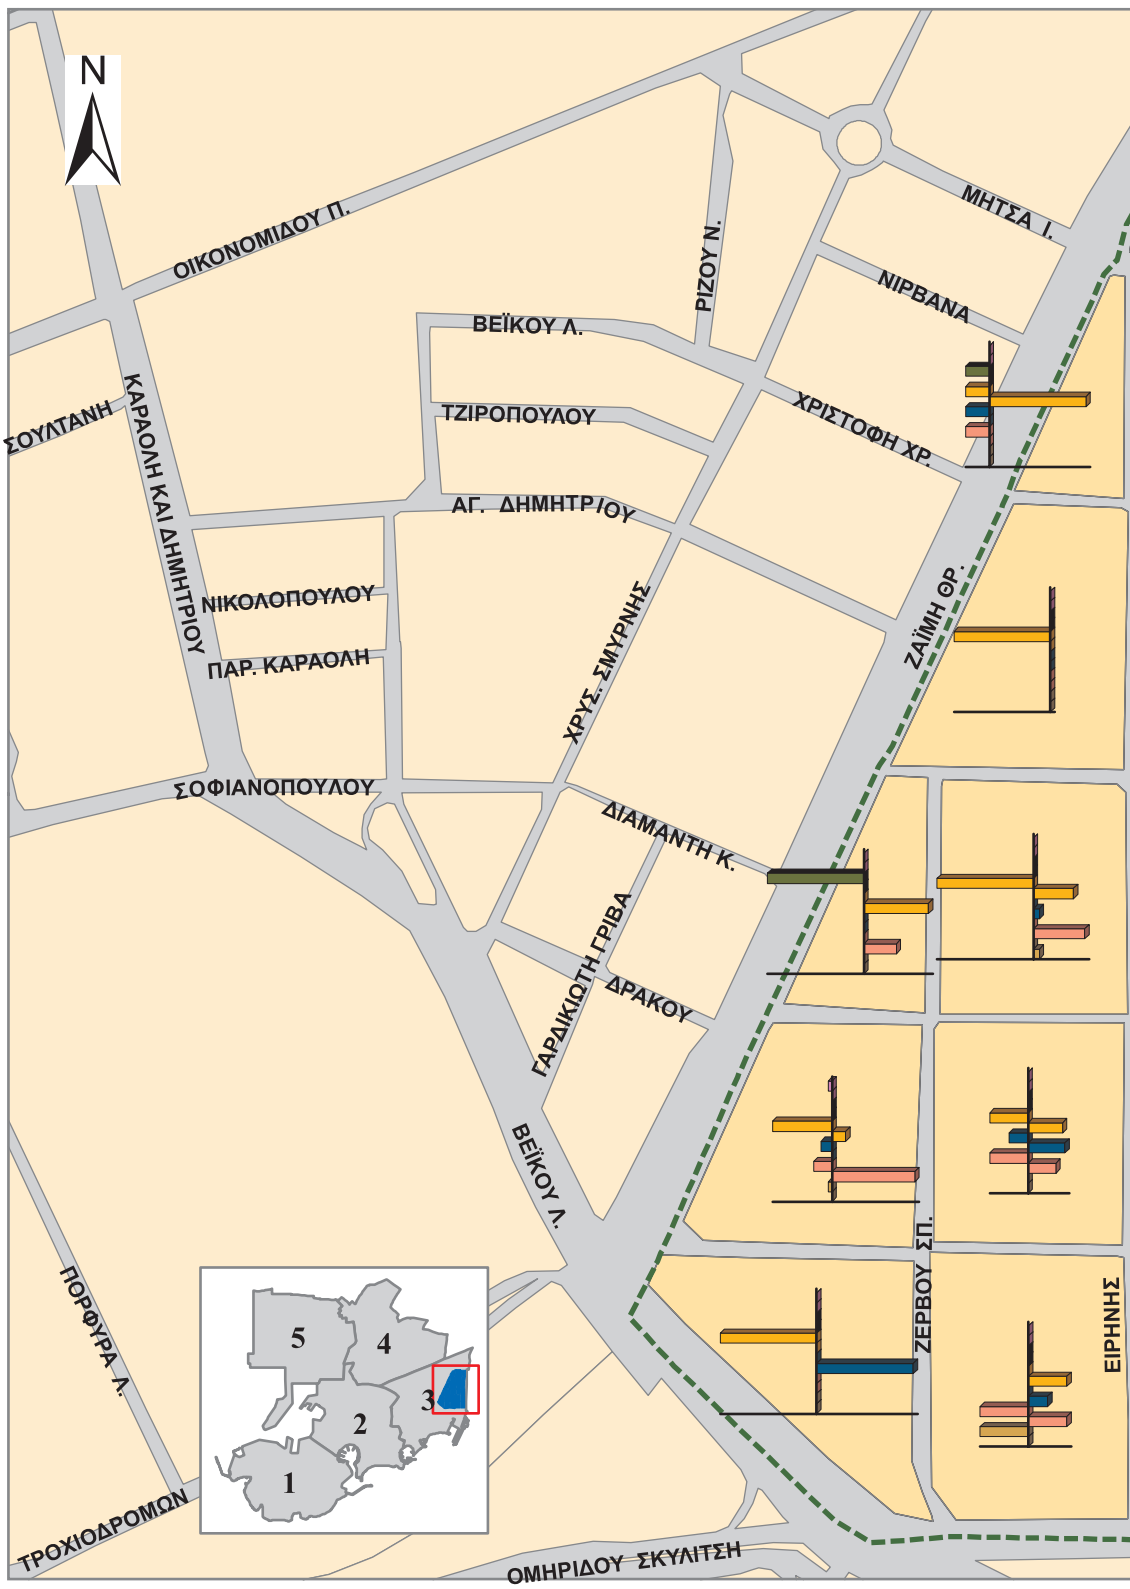 N
ΜΗΤΣΑ Ι.
ΟΙΚΟΝΟΜΙΔΟΥ Π.
ΡΙΖΟΥ Ν.
ΝΙΡΒΑΝΑ
ΒΕΪΚΟΥ Λ.
ΣΟΥΛΤΑΝΗ
ΚΑΡΑΟΛΗ ΚΑΙ ΔΗΜΗΤΡΙΟΥ
ΤΖΙΡΟΠΟΥΛΟΥ
ΧΡΙΣΤΟΦΗ ΧΡ.
ΑΓ. ΔΗΜΗΤΡΙΟΥ
ΝΙΚΟΛΟΠΟΥΛΟΥ
ΖΑΪΜΗ ΘΡ.
ΠΑΡ. ΚΑΡΑΟΛΗ
ΧΡΥΣ. ΣΜΥΡΝΗΣ
ΣΟΦΙΑΝΟΠΟΥΛΟΥ
ΔΙΑΜΑΝΤΗ Κ.
ΓΑΡΔΙΚΙΩΤΗ ΓΡΙΒΑ
ΔΡΑΚΟΥ
ΒΕΪΚΟΥ Λ.
ΖΕΡΒΟΥ ΣΠ.
ΕΙΡΗΝΗΣ
ΠΟΡΦΥΡΑ Λ.
5
4
3
2
1
ΤΡΟΧΙΟΔΡΟΜΩΝ
ΟΜΗΡΙΔΟΥ ΣΚΥΛΙΤΣΗ